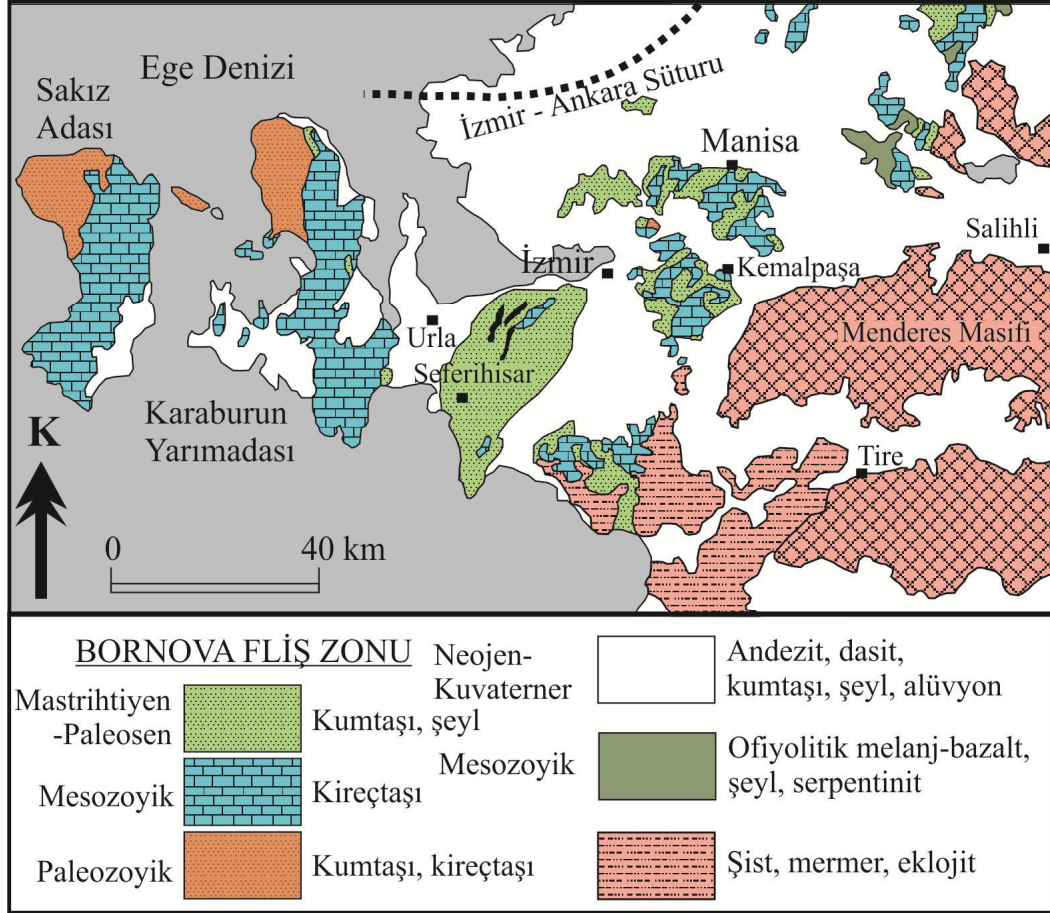 Ege Denizi
Sakız
Adası
İzmir - Ankara Süturu
Manisa
Salihli
İzmir
Kemalpaşa
Urla
Menderes Masifi
Seferihisar
Karaburun
Yarımadası
K
Tire
0 40 km
BORNOVA FLİŞ ZONU
Mastrihtiyen
-Paleosen
Kumtaşı, şeyl
Mesozoyik
Kireçtaşı
Paleozoyik
Kumtaşı, kireçtaşı
Neojen-
Kuvaterner
Andezit, dasit,
kumtaşı, şeyl, alüvyon
Mesozoyik
Ofiyolitik melanj-bazalt,
şeyl, serpentinit
Şist, mermer, eklojit